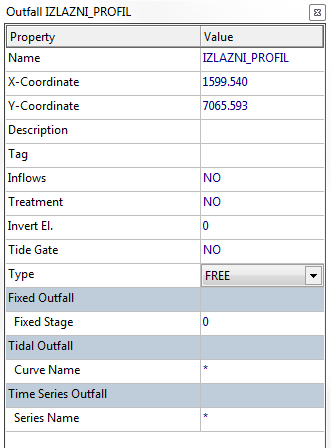 Outfall IZLAZNI_PROFIL
Property Value
Name IZLAZNI_PROFIL
X-Coordinate 1599.540
Y-Coordinate 7065.593
Description
Tag
Inflows NO
Treatment NO
Invert El. 0
Tide Gate NO
Type FREE
Fixed Outfall
Fixed Stage 0
Tidal Outfall
Curve Name *
Time Series Outfall
Series Name *